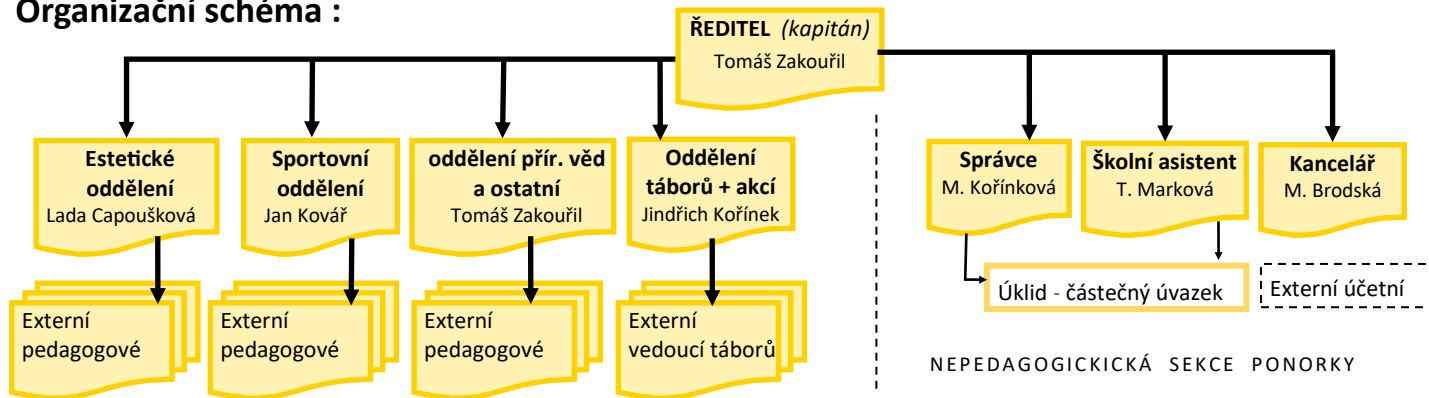 Organizační schéma :
ŘEDITEL (kapitán)
Tomáš Zakouřil
Estetické
oddělení
Lada Capoušková
Sportovní
oddělení
Jan Kovář
oddělení přír. věd
a ostatní
Tomáš Zakouřil
Oddělení
táborů + akcí
Jindřich Kořínek
Správce
M. Kořínková
Školní asistent
T. Marková
Kancelář
M. Brodská
Externí
pedagogové
Externí
pedagogové
Externí
pedagogové
Externí
vedoucí táborů
Úklid - částečný úvazek
Externí účetní
NEPEDAGOGICKICKÁ SEKCE PONORKY